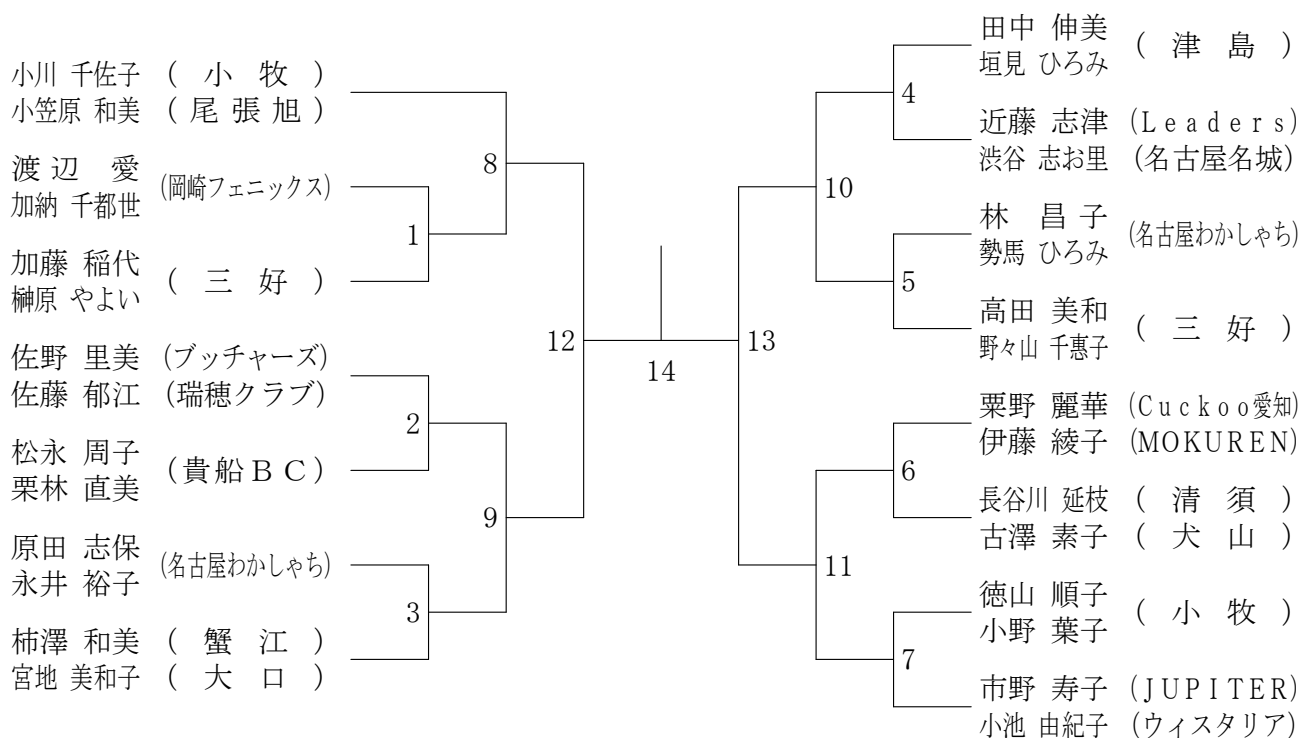 小川 千佐子 ( 小 牧 )
小笠原 和美 ( 尾 張 旭 )
渡 辺 愛 (岡崎フェニックス)
加納 千都世
加藤 稲代 ( 三 好 )
榊原 やよい
佐野 里美 (ブッチャーズ)
佐藤 郁江 (瑞穂クラブ)
松永 周子 (貴船ＢＣ)
栗林 直美
原田 志保 (名古屋わかしゃち)
永井 裕子
柿澤 和美 ( 蟹 江 )
宮地 美和子 ( 大 口 )
1
2
3
8
9
12
14
13
10
11
4
5
6
7
田中 伸美 ( 津 島 )
垣見 ひろみ
近藤 志津 (Ｌｅａｄｅｒｓ)
渋谷 志お里 (名古屋名城)
林 昌子 (名古屋わかしゃち)
勢馬 ひろみ
高田 美和 ( 三 好 )
野々山 千惠子
粟野 麗華 (Ｃｕｃｋｏｏ愛知)
伊藤 綾子 (MOKUREN)
長谷川 延枝 ( 清 須 )
古澤 素子 ( 犬 山 )
徳山 順子 ( 小 牧 )
小野 葉子
市野 寿子 (JUPITER)
小池 由紀子 (ウィスタリア)